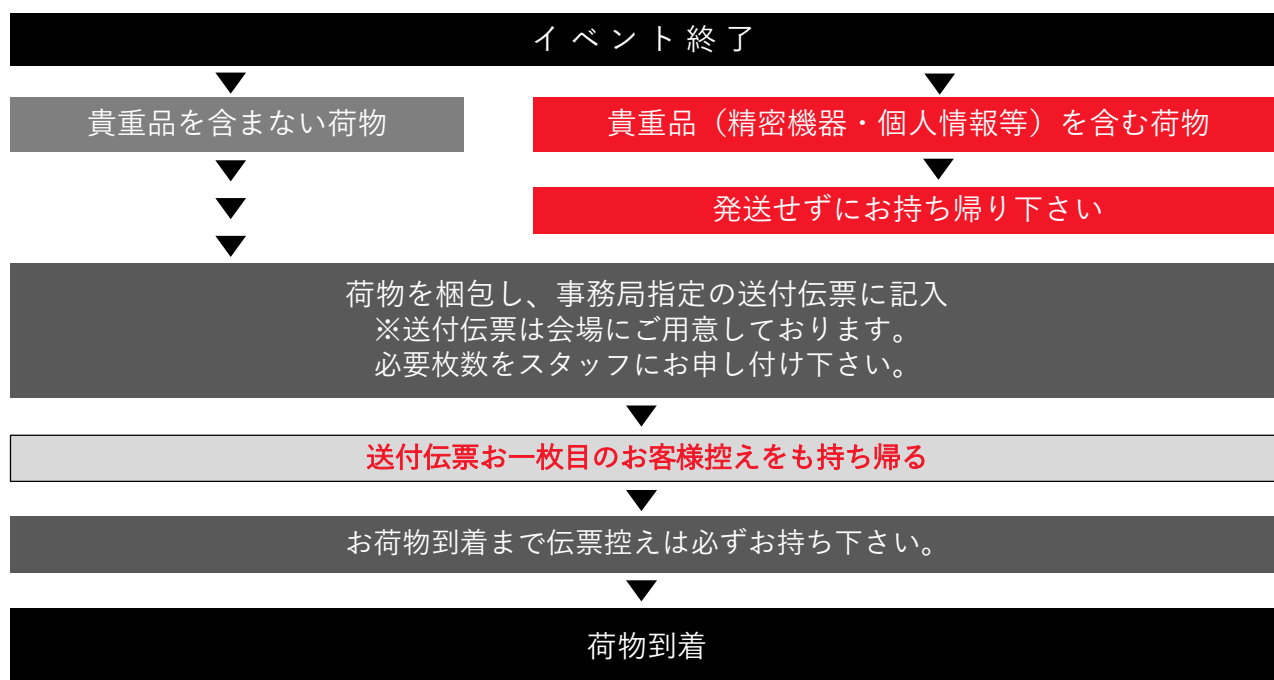 イベント終了
貴重品を含まない荷物
貴重品（精密機器・個人情報等）を含む荷物
発送せずにお持ち帰り下さい
荷物を梱包し、事務局指定の送付伝票に記入
※送付伝票は会場にご用意しております。
必要枚数をスタッフにお申し付け下さい。
送付伝票お一枚目のお客様控えをも持ち帰る
お荷物到着まで伝票控えは必ずお持ち下さい。
荷物到着